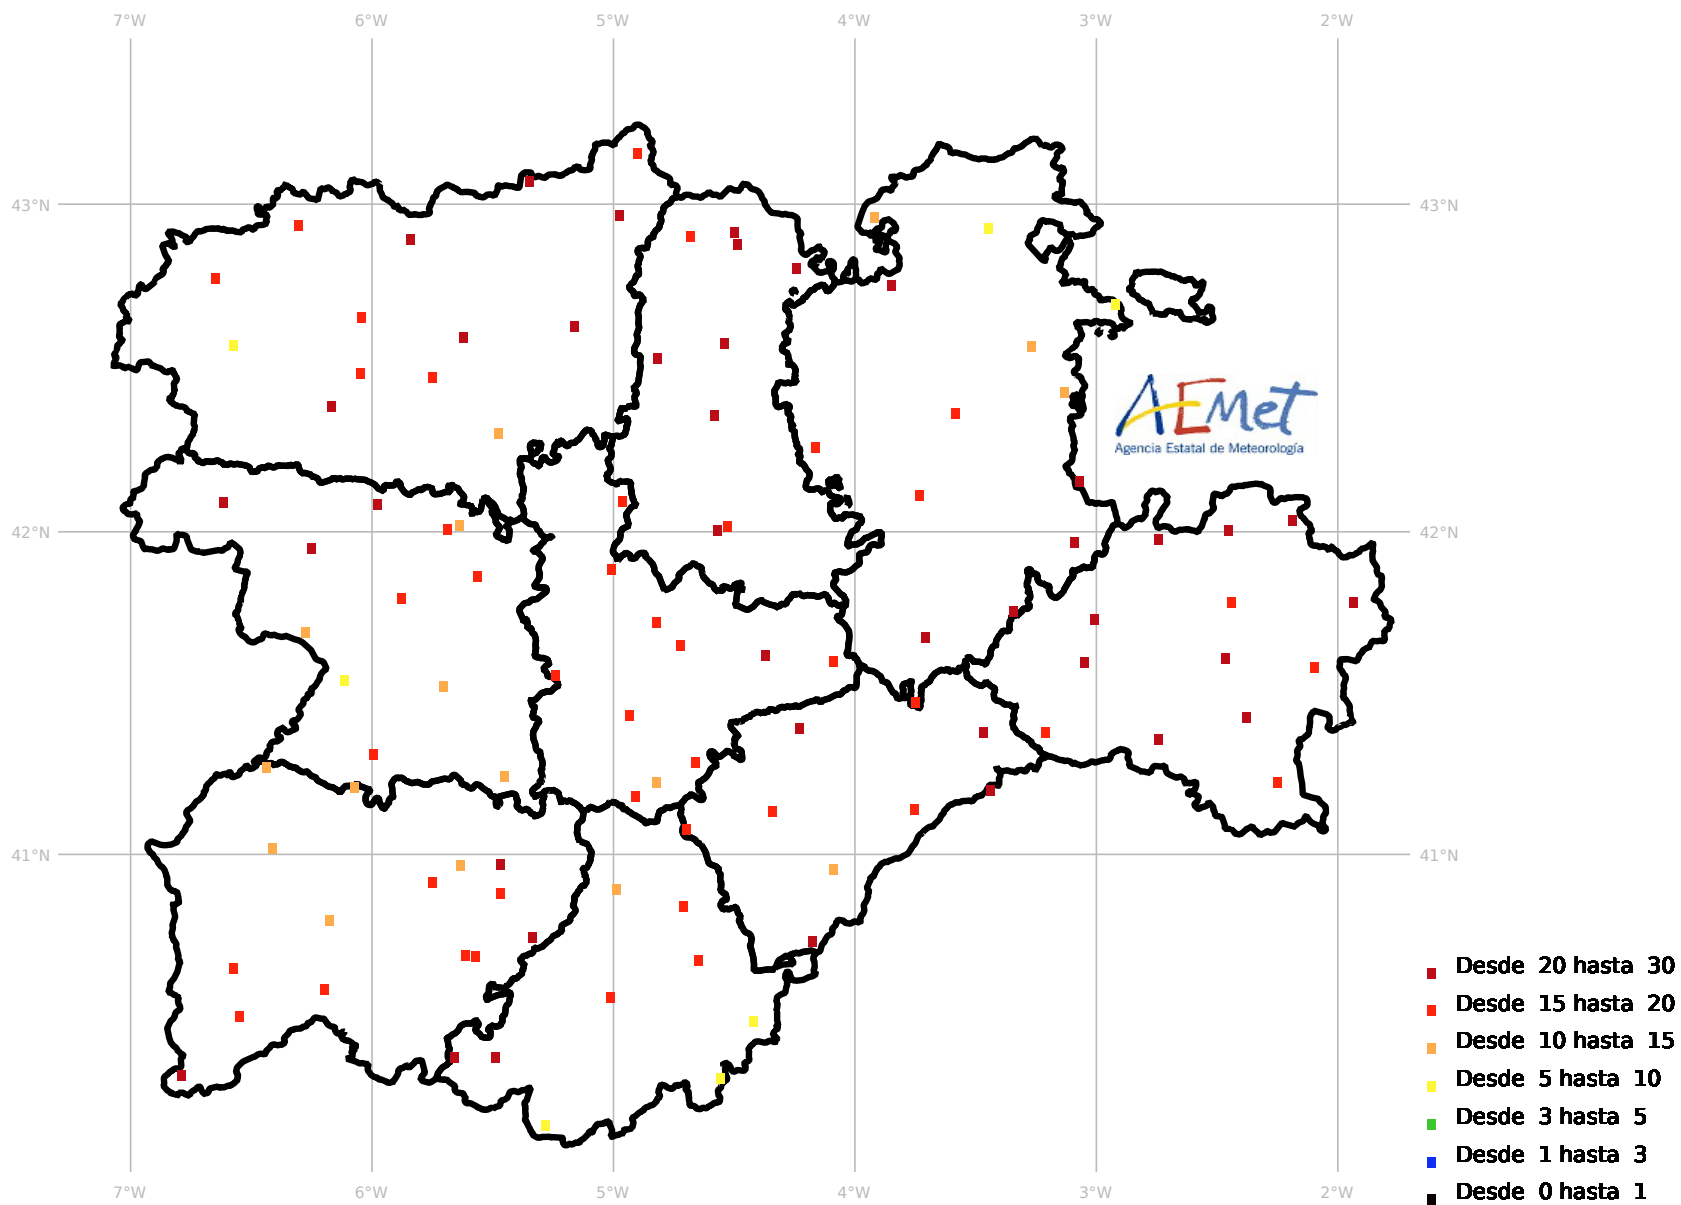 7°W 6°W 5°W 4°W 3°W 2°W
43°N 43°N
AEMet
Agencia Estatal de Meteorología
42°N 42°N
41°N 41°N
Desde 20 hasta 30
Desde 15 hasta 20
Desde 10 hasta 15
Desde 5 hasta 10
Desde 3 hasta 5
Desde 1 hasta 3
Desde 0 hasta 1
7°W 6°W 5°W 4°W 3°W 2°W